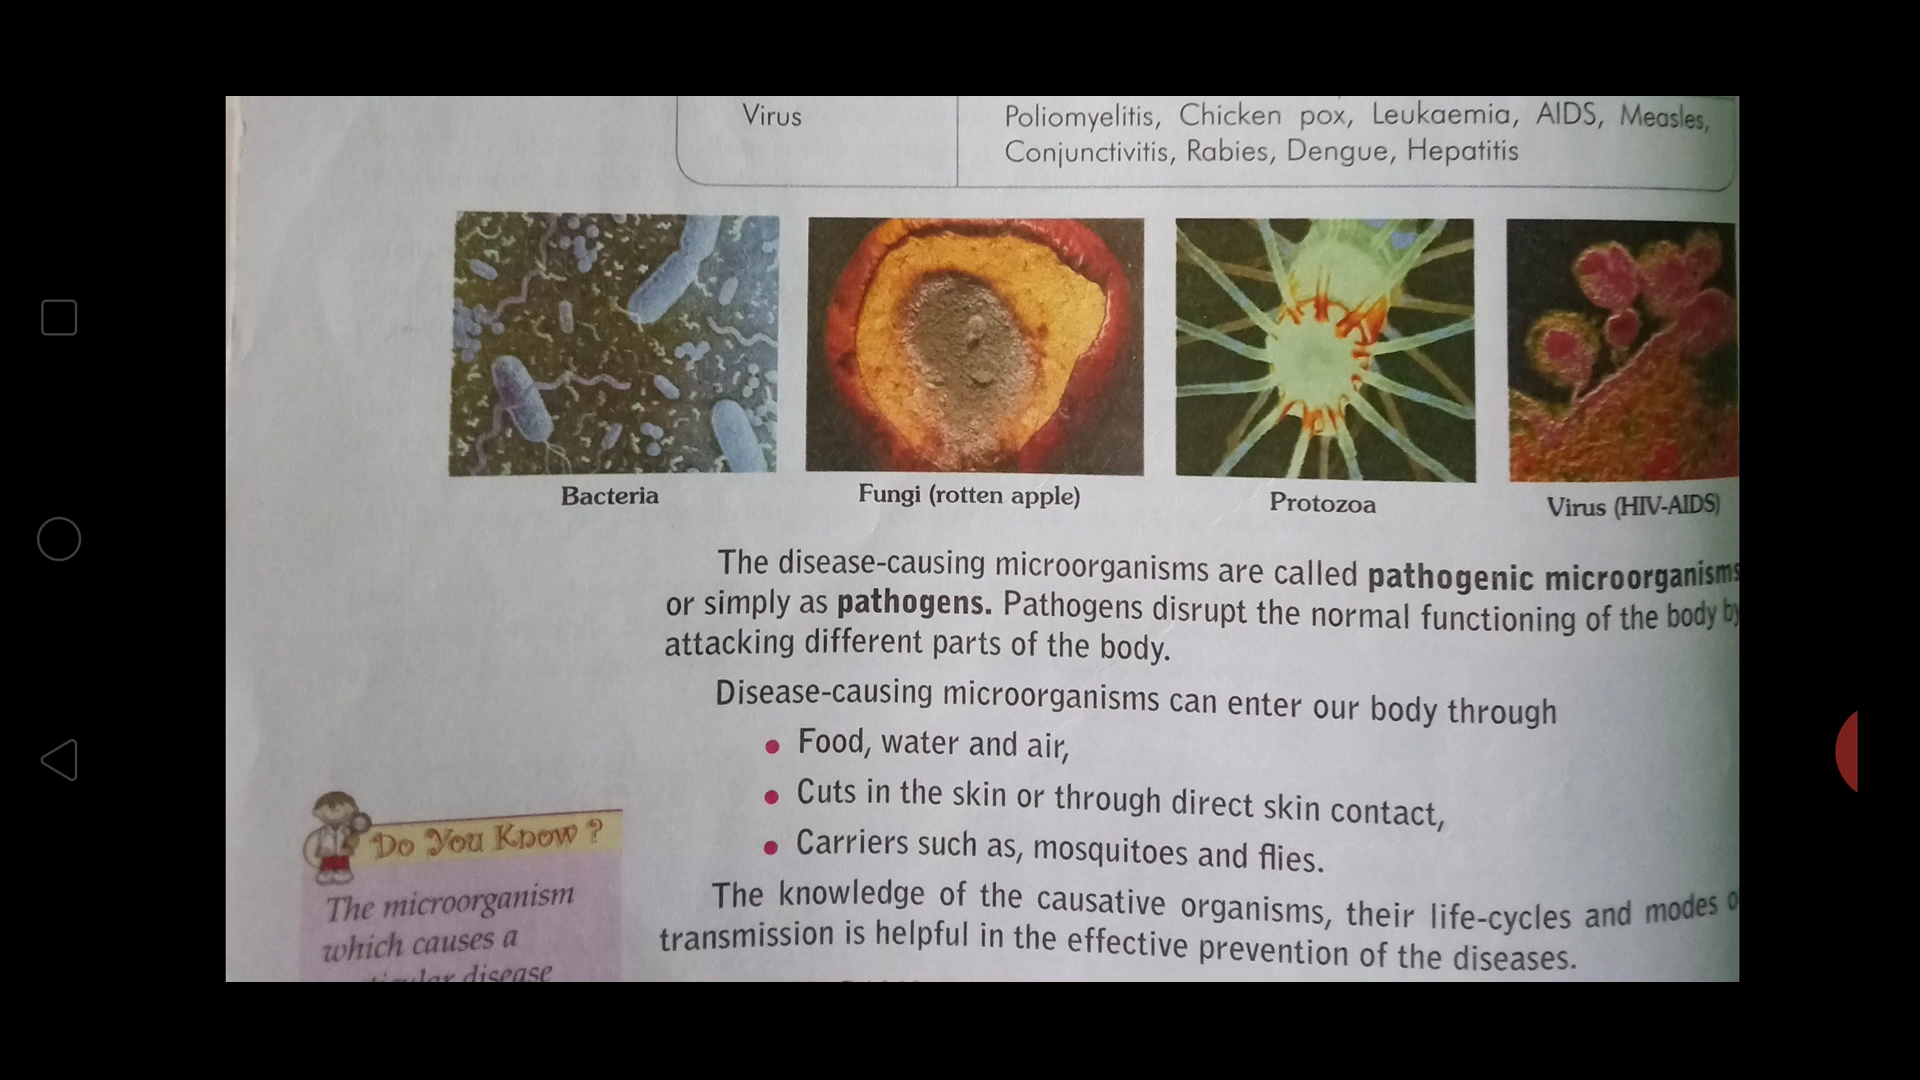 Virus
Poliomyelitis, Chicken pox, Leukaemia, AIDS, Measles,
Conjunctivitis, Rabies, Dengue, Hepatitis
Bacteria
Fungi (rotten apple)
Protozoa
Virus (HIV-AIDS)
The disease-causing microorganisms are called pathogenic microorganisms
or simply as pathogens. Pathogens disrupt the normal functioning of the body by
attacking different parts of the body.
Disease-causing microorganisms can enter our body through
• Food, water and air,
• Cuts in the skin or through direct skin contact,
• Carriers such as, mosquitoes and flies.
The knowledge of the causative organisms, their life-cycles and modes
transmission is helpful in the effective prevention of the diseases.
Do You Know ?
The microorganism
which causes a
disease